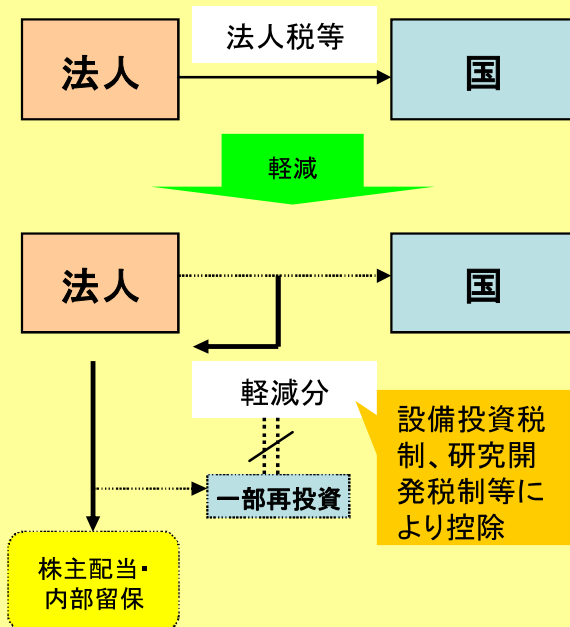 法人税等
法人
国
軽減
法人
国
軽減分
設備投資税
制、研究開
発税制等に
より控除
一部再投資
株主配当・
内部留保